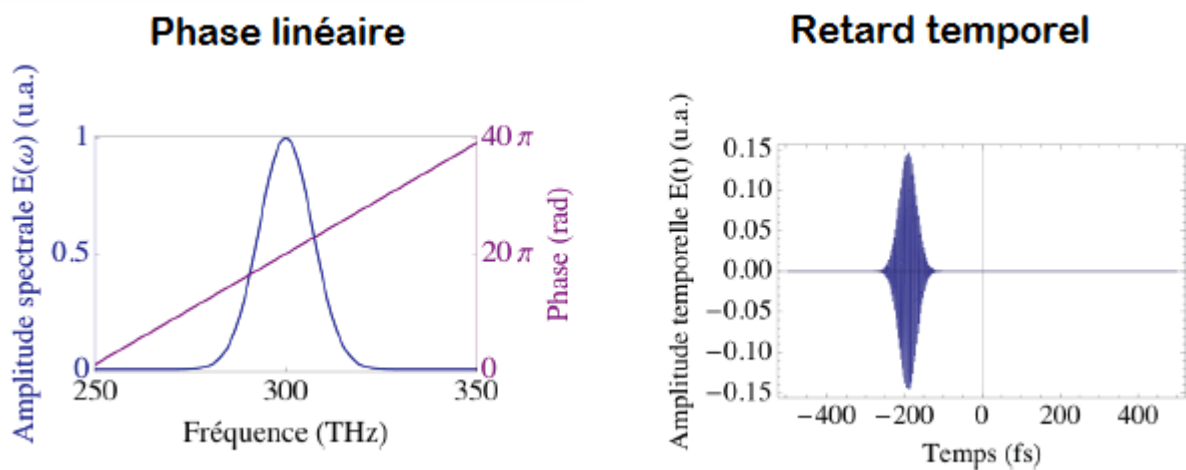 Phase linéaire
Amplitude spectrale E(ω) (u.a.)
1
0.5
0
40 π
20 π
0
Phase (rad)
250
300
350
Fréquence (THz)
Retard temporel
Amplitude temporelle E(t) (u.a.)
0.15
0.10
0.05
0.00
−0.05
−0.10
−0.15
−400
−200
0
200
400
Temps (fs)